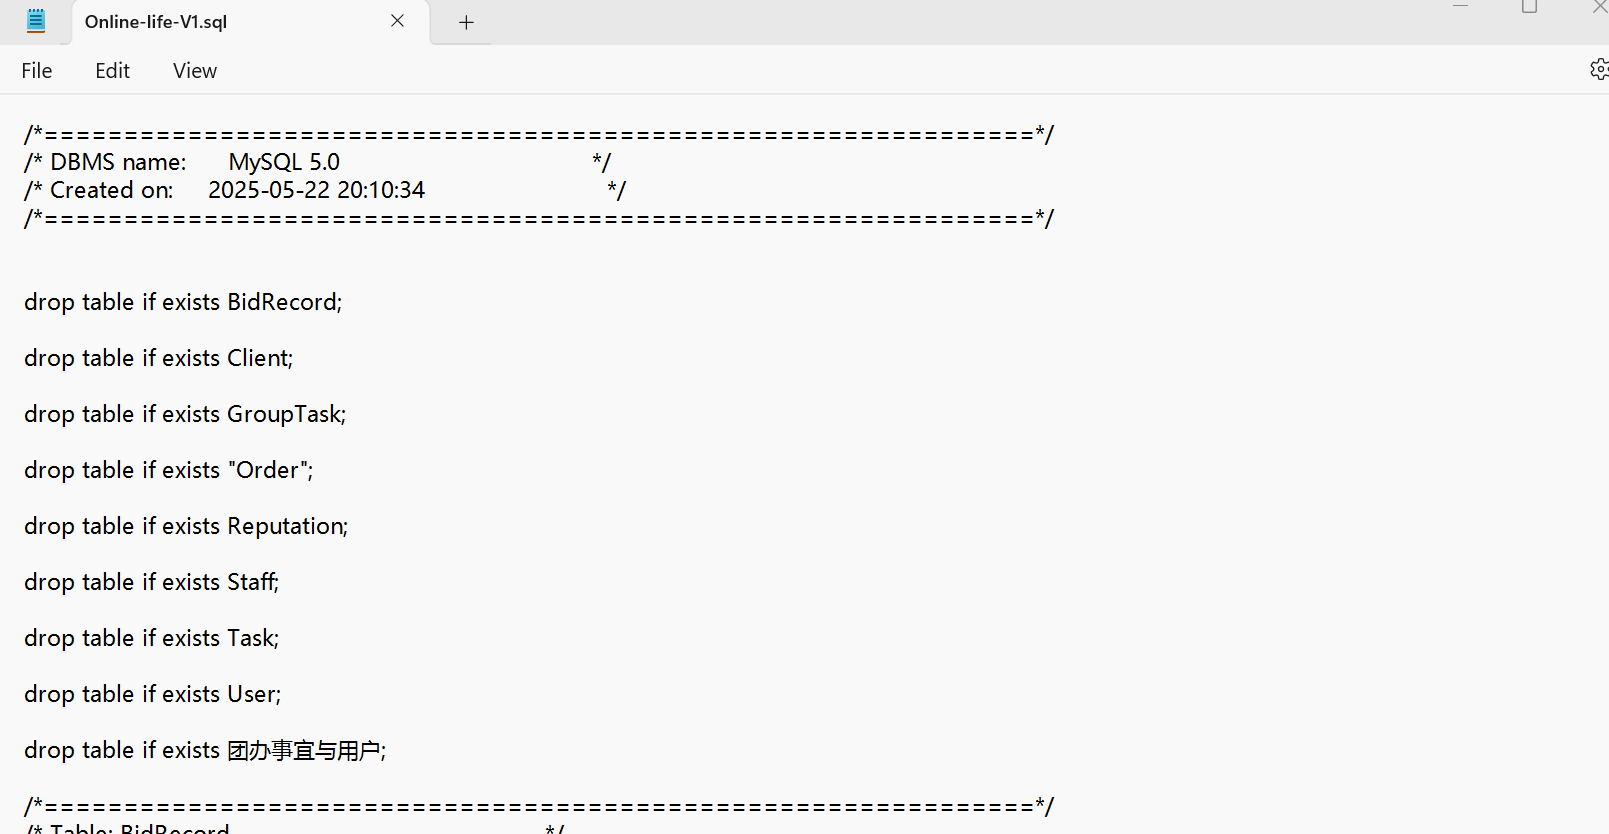 Online-life-V1.sql
File Edit View
/*==============================================================*/
/* DBMS name:      MySQL 5.0                                    */
/* Created on:     2025-05-22 20:10:34                          */
/*==============================================================*/
drop table if exists BidRecord;
drop table if exists Client;
drop table if exists GroupTask;
drop table if exists "Order";
drop table if exists Reputation;
drop table if exists Staff;
drop table if exists Task;
drop table if exists User;
drop table if exists 团办事宜与用户;
/*==============================================================*/
/* Table: BidRecord                                             */